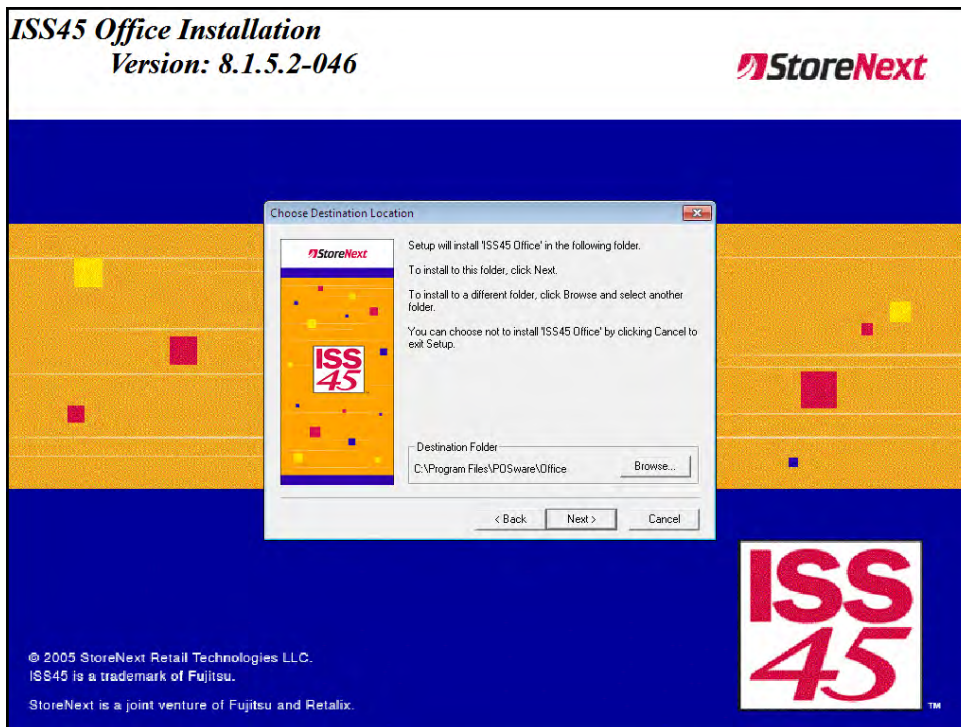 ISS45 Office Installation
Version: 8.1.5.2-046
StoreNext
Choose Destination Location
StoreNext
ISS
45
Setup will install 'ISS45 Office' in the following folder.
To install to this folder, click Next.
To install to a different folder, click Browse and select another
folder.
You can choose not to install 'ISS45 Office' by clicking Cancel to
exit Setup.
Destination Folder
C:\Program Files\POSware\Office
Browse...
< Back
Next >
Cancel
ISS
45
TM
© 2005 StoreNext Retail Technologies LLC.
ISS45 is a trademark of Fujitsu.
StoreNext is a joint venture of Fujitsu and Retalix.